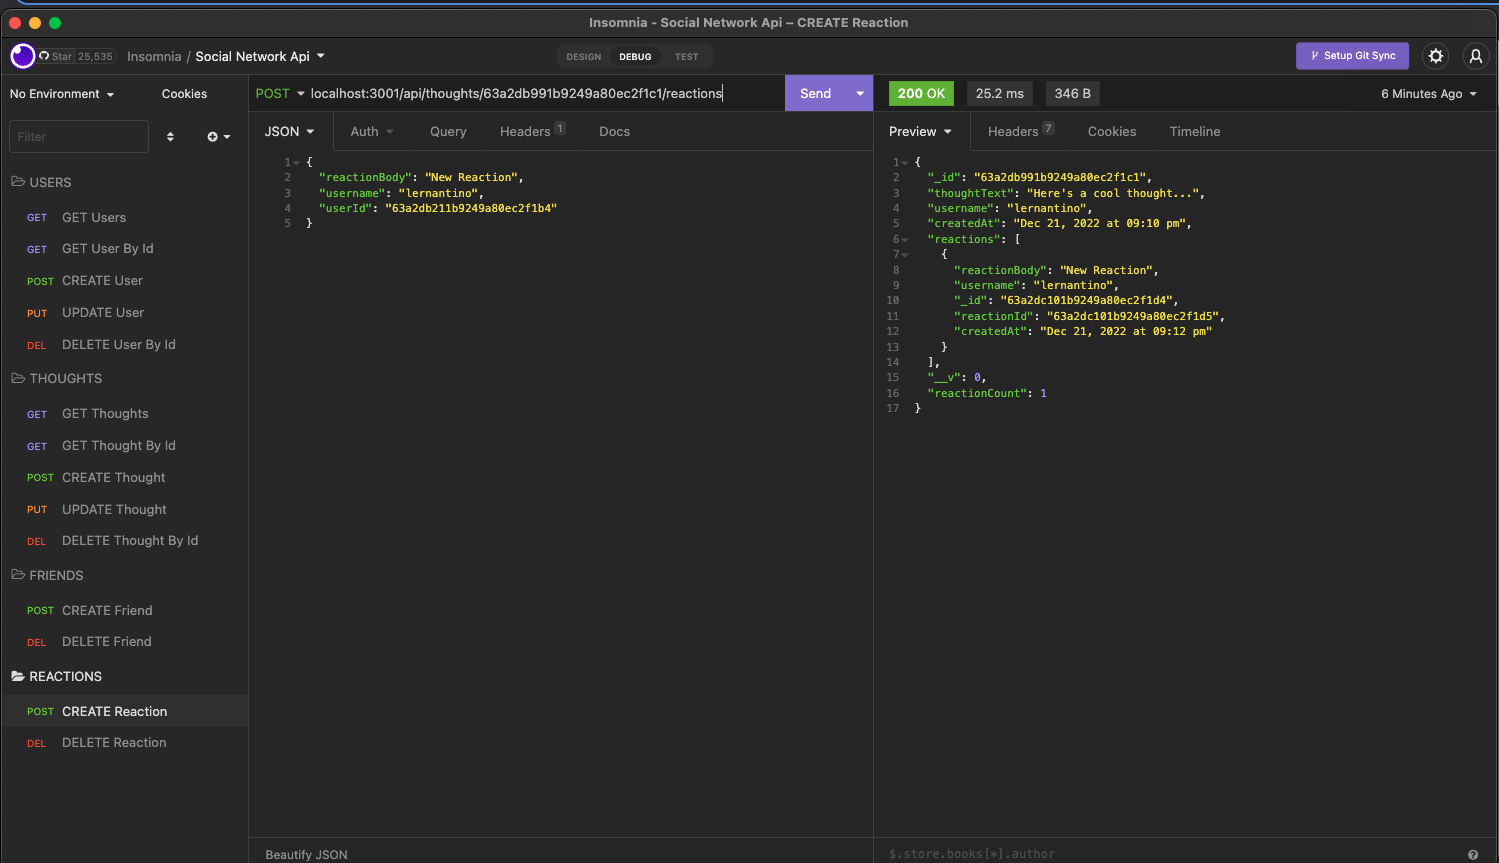 Insomnia - Social Network Api – CREATE Reaction
Star 25,535
Insomnia / Social Network Api
DESIGN DEBUG TEST
Setup Git Sync
No Environment
Cookies
Filter
USERS
GET GET Users
GET GET User By Id
POST CREATE User
PUT UPDATE User
DEL DELETE User By Id
THOUGHTS
GET GET Thoughts
GET GET Thought By Id
POST CREATE Thought
PUT UPDATE Thought
DEL DELETE Thought By Id
FRIENDS
POST CREATE Friend
DEL DELETE Friend
REACTIONS
POST CREATE Reaction
DEL DELETE Reaction
POST localhost:3001/api/thoughts/63a2db991b9249a80ec2f1c1/reactions
Send
JSON Auth Query Headers 1 Docs
1 {
2 "reactionBody": "New Reaction",
3 "username": "lernantino",
4 "userId": "63a2db211b9249a80ec2f1b4"
5 }
Beautify JSON
200 OK 25.2 ms 346 B 6 Minutes Ago
Preview Headers 7 Cookies Timeline
1 {
2 "_id": "63a2db991b9249a80ec2f1c1",
3 "thoughtText": "Here's a cool thought...",
4 "username": "lernantino",
5 "createdAt": "Dec 21, 2022 at 09:10 pm",
6 "reactions": [
7 {
8 "reactionBody": "New Reaction",
9 "username": "lernantino",
10 "_id": "63a2dc101b9249a80ec2f1d4",
11 "reactionId": "63a2dc101b9249a80ec2f1d5",
12 "createdAt": "Dec 21, 2022 at 09:12 pm"
13 }
14 ],
15 "__v": 0,
16 "reactionCount": 1
17 }
$.store.books[*].author